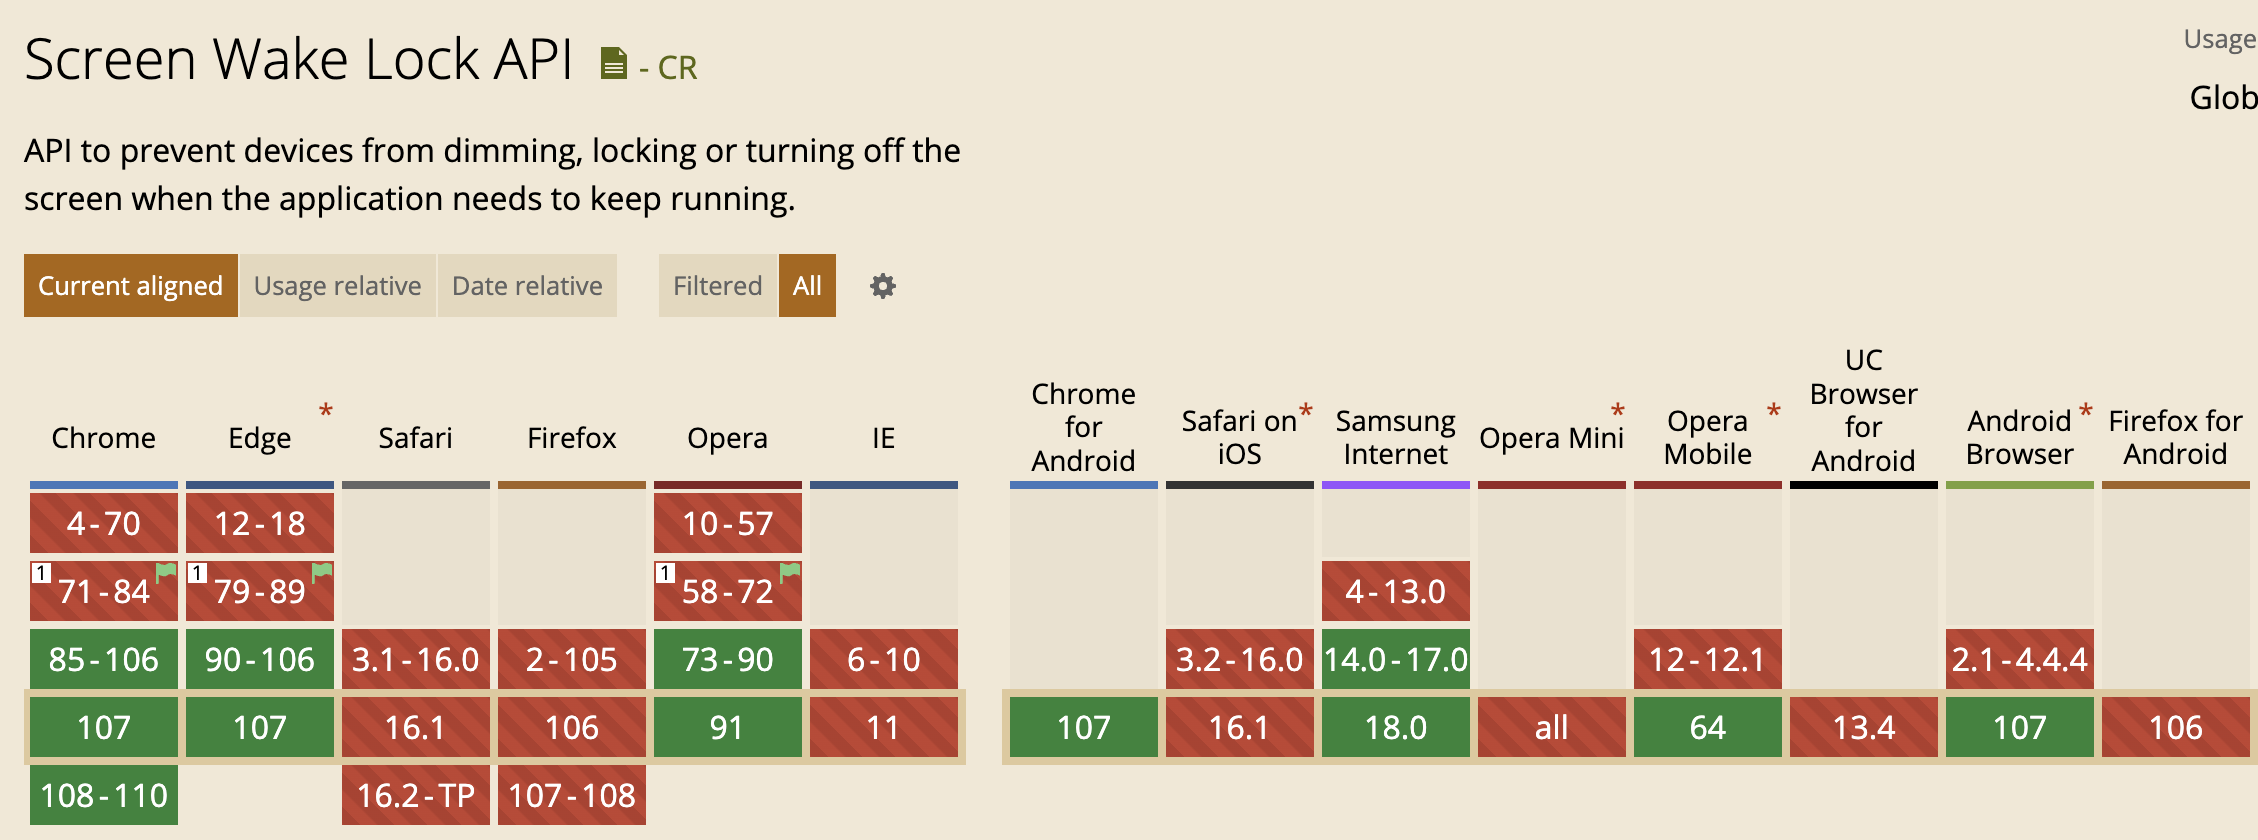 Screen Wake Lock API - CR
Usage
Glob
API to prevent devices from dimming, locking or turning off the
screen when the application needs to keep running.
Current aligned Usage relative Date relative Filtered All
Chrome
Edge *
Safari
Firefox
Opera
IE
Chrome
for
Android
Safari on *
iOS
Samsung
Internet
Opera Mini *
Opera *
Mobile
UC
Browser
for
Android
Android *
Browser
Firefox for
Android
4-70 12-18 10-57
1 71-84 1 79-89 1 58-72 4-13.0
85-106 90-106 3.1-16.0 2-105 73-90 6-10 3.2-16.0 14.0-17.0 12-12.1 2.1-4.4.4
107 107 16.1 106 91 11 107 16.1 18.0 all 64 13.4 107 106
108-110 16.2-TP 107-108